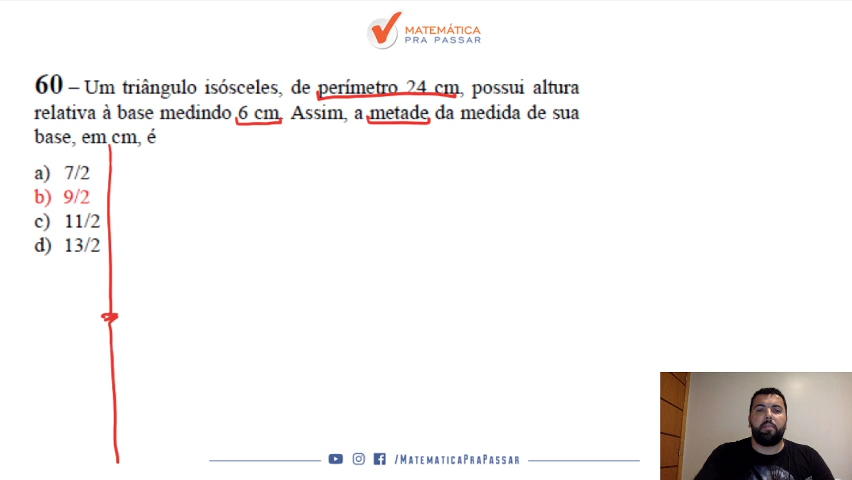 MATEMÁTICA
PRA PASSAR
60 – Um triângulo isósceles, de perímetro 24 cm, possui altura
relativa à base medindo 6 cm. Assim, a metade da medida de sua
base, em cm, é
a) 7/2
b) 9/2
c) 11/2
d) 13/2
/MatematicaPraPassar